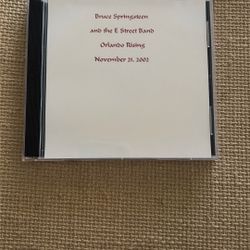 Bruce Springsteen
and the E Street Band
Orlando Rising
November 21, 2002